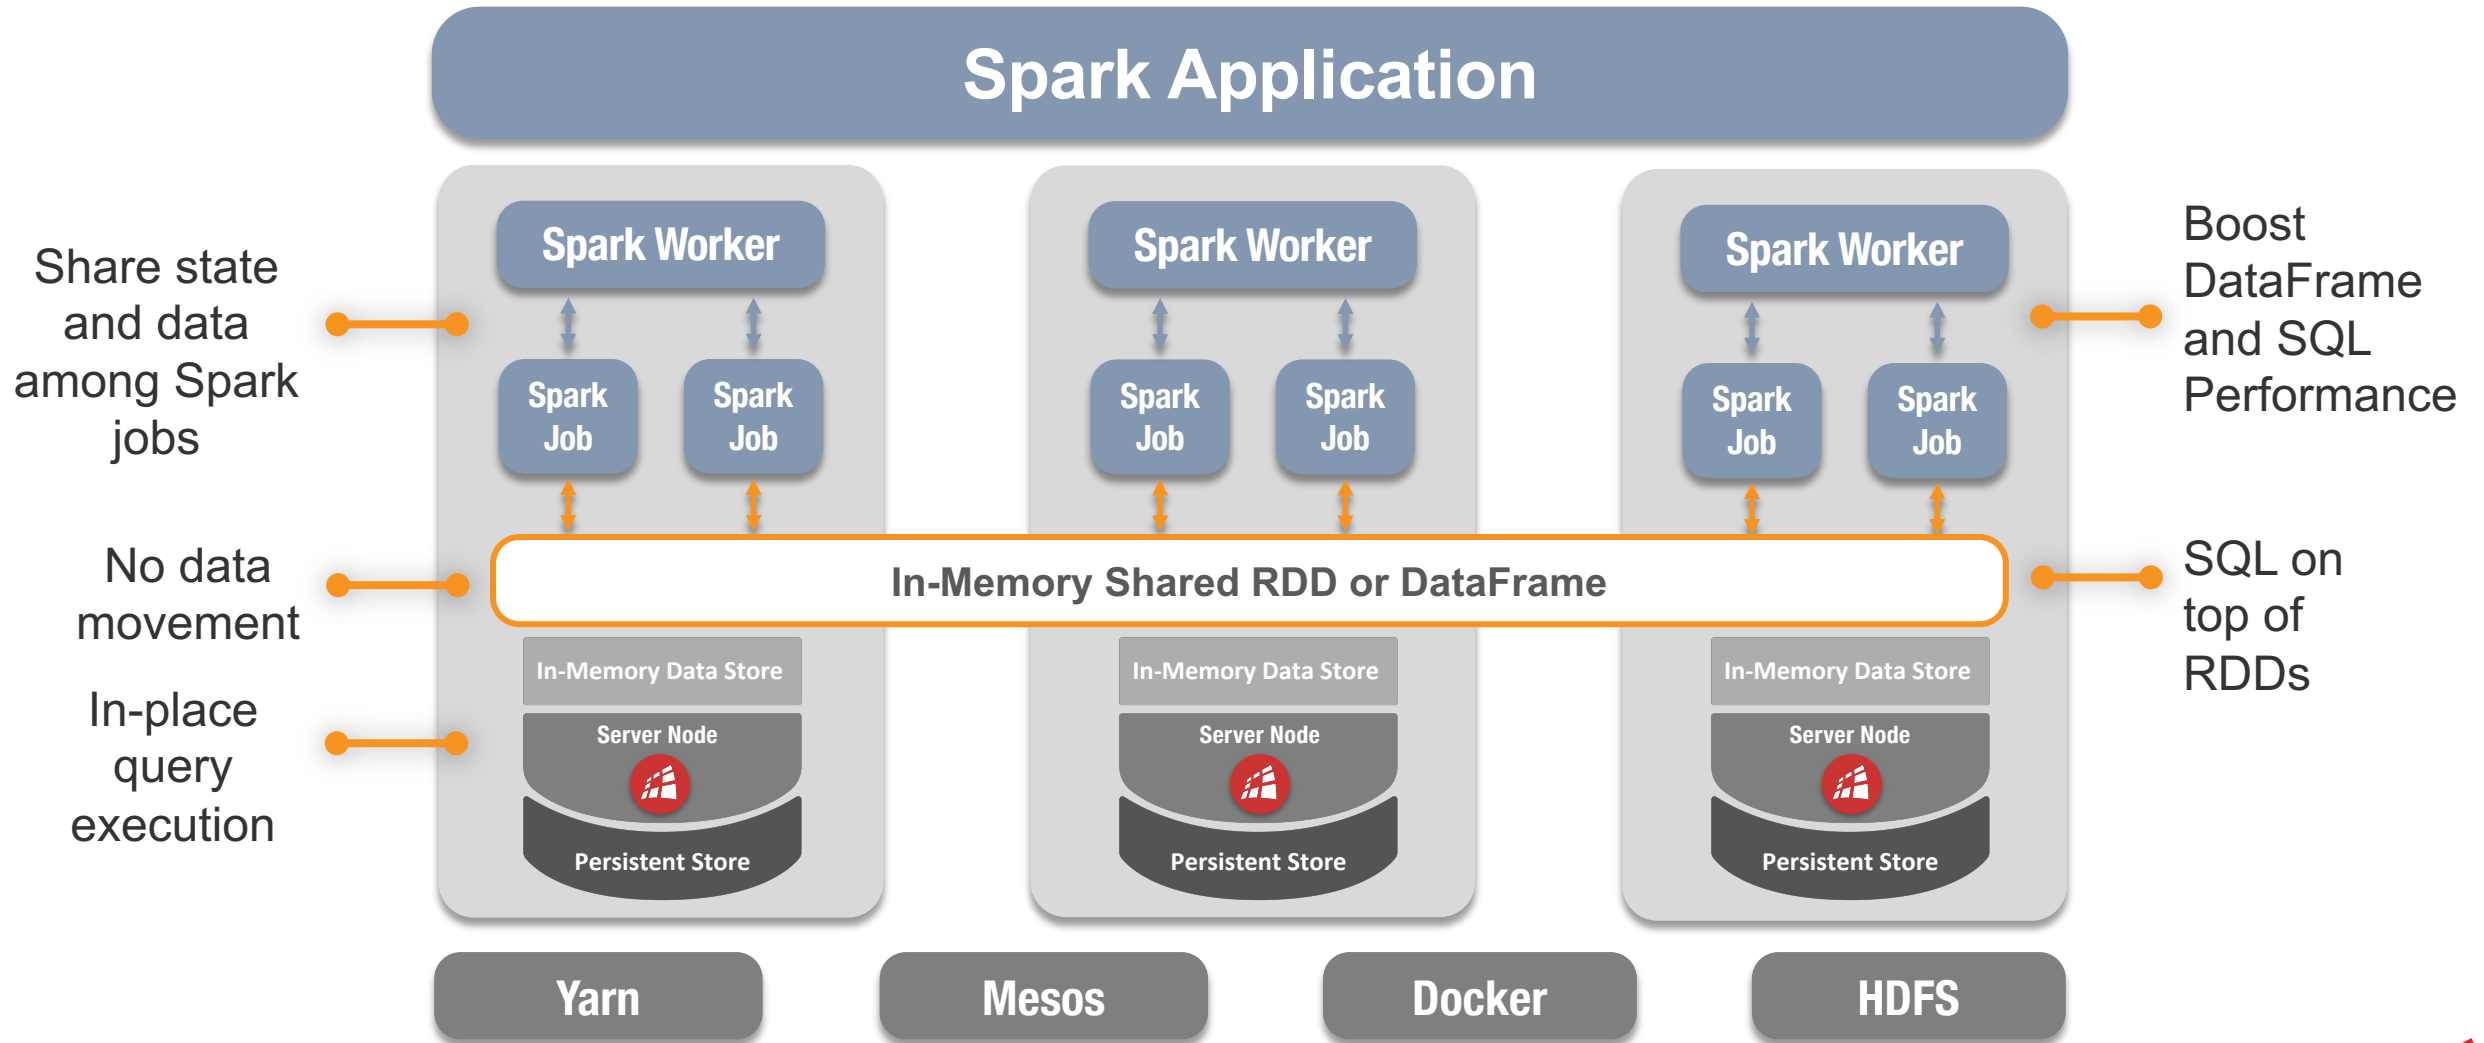 Spark Application
Share state
and data
among Spark
jobs
No data
movement
In-place
query
execution
Spark Worker
Spark
Job
Spark
Job
Spark Worker
Spark
Job
Spark
Job
Spark Worker
Spark
Job
Spark
Job
In-Memory Shared RDD or DataFrame
In-Memory Data Store
Server Node
Persistent Store
In-Memory Data Store
Server Node
Persistent Store
In-Memory Data Store
Server Node
Persistent Store
Boost
DataFrame
and SQL
Performance
SQL on
top of
RDDs
Yarn
Mesos
Docker
HDFS